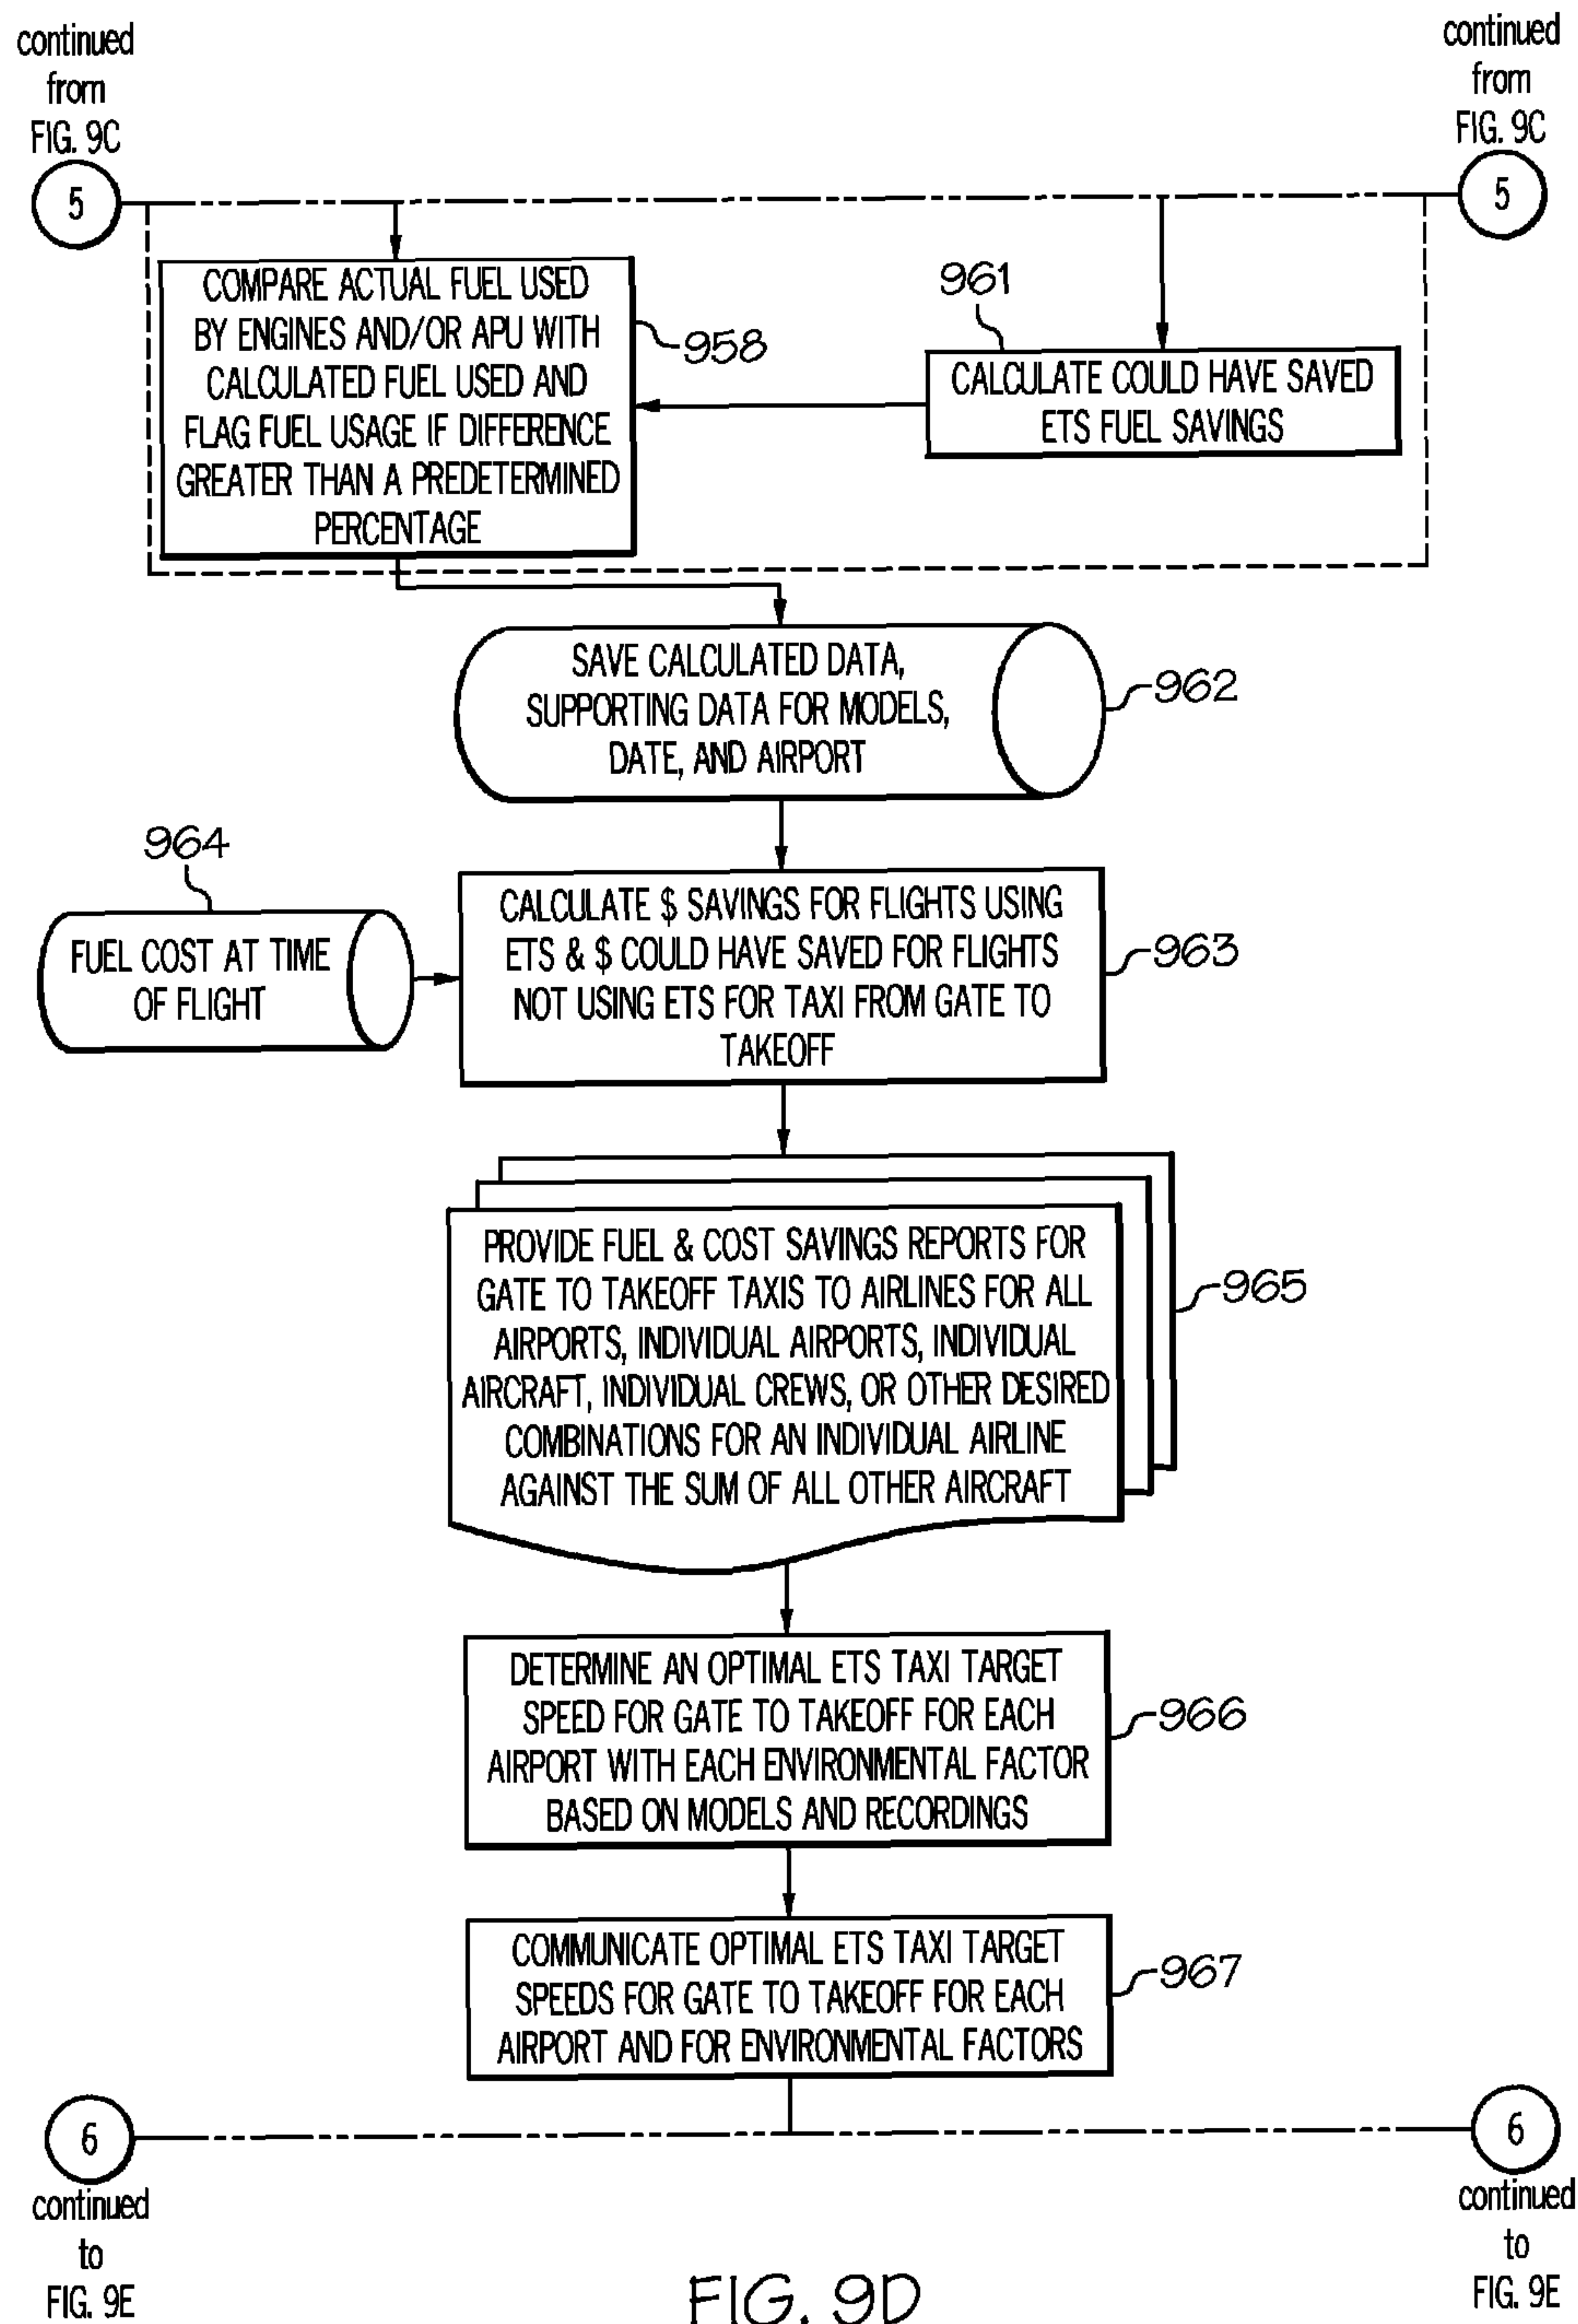 continued
from
FIG. 9C
5
continued
from
FIG. 9C
5
COMPARE ACTUAL FUEL USED
BY ENGINES AND/OR APU WITH
CALCULATED FUEL USED AND
FLAG FUEL USAGE IF DIFFERENCE
GREATER THAN A PREDETERMINED
PERCENTAGE
958
961
CALCULATE COULD HAVE SAVED
ETS FUEL SAVINGS
SAVE CALCULATED DATA,
SUPPORTING DATA FOR MODELS,
DATE, AND AIRPORT
962
964
FUEL COST AT TIME
OF FLIGHT
CALCULATE $ SAVINGS FOR FLIGHTS USING
ETS & $ COULD HAVE SAVED FOR FLIGHTS
NOT USING ETS FOR TAXI FROM GATE TO
TAKEOFF
963
PROVIDE FUEL & COST SAVINGS REPORTS FOR
GATE TO TAKEOFF TAXIS TO AIRLINES FOR ALL
AIRPORTS, INDIVIDUAL AIRPORTS, INDIVIDUAL
AIRCRAFT, INDIVIDUAL CREWS, OR OTHER DESIRED
COMBINATIONS FOR AN INDIVIDUAL AIRLINE
AGAINST THE SUM OF ALL OTHER AIRCRAFT
965
DETERMINE AN OPTIMAL ETS TAXI TARGET
SPEED FOR GATE TO TAKEOFF FOR EACH
AIRPORT WITH EACH ENVIRONMENTAL FACTOR
BASED ON MODELS AND RECORDINGS
966
COMMUNICATE OPTIMAL ETS TAXI TARGET
SPEEDS FOR GATE TO TAKEOFF FOR EACH
AIRPORT AND FOR ENVIRONMENTAL FACTORS
967
6
continued
to
FIG. 9E
6
continued
to
FIG. 9E
FIG. 9D